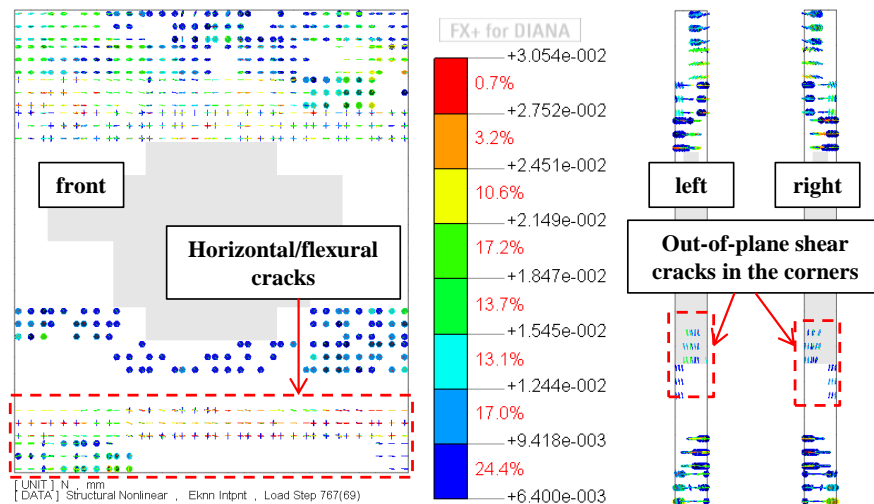 FX+ for DIANA
+3.054e-002
0.7%
+2.752e-002
3.2%
+2.451e-002
10.6%
+2.149e-002
17.2%
+1.847e-002
13.7%
+1.545e-002
13.1%
+1.244e-002
17.0%
+9.418e-003
24.4%
+6.400e-003
front
Horizontal/flexural
cracks
left
right
Out-of-plane shear
cracks in the corners
[ UNIT ] N , mm
[ DATA ] Structural Nonlinear , Eknn Intpnt , Load Step 767(69)